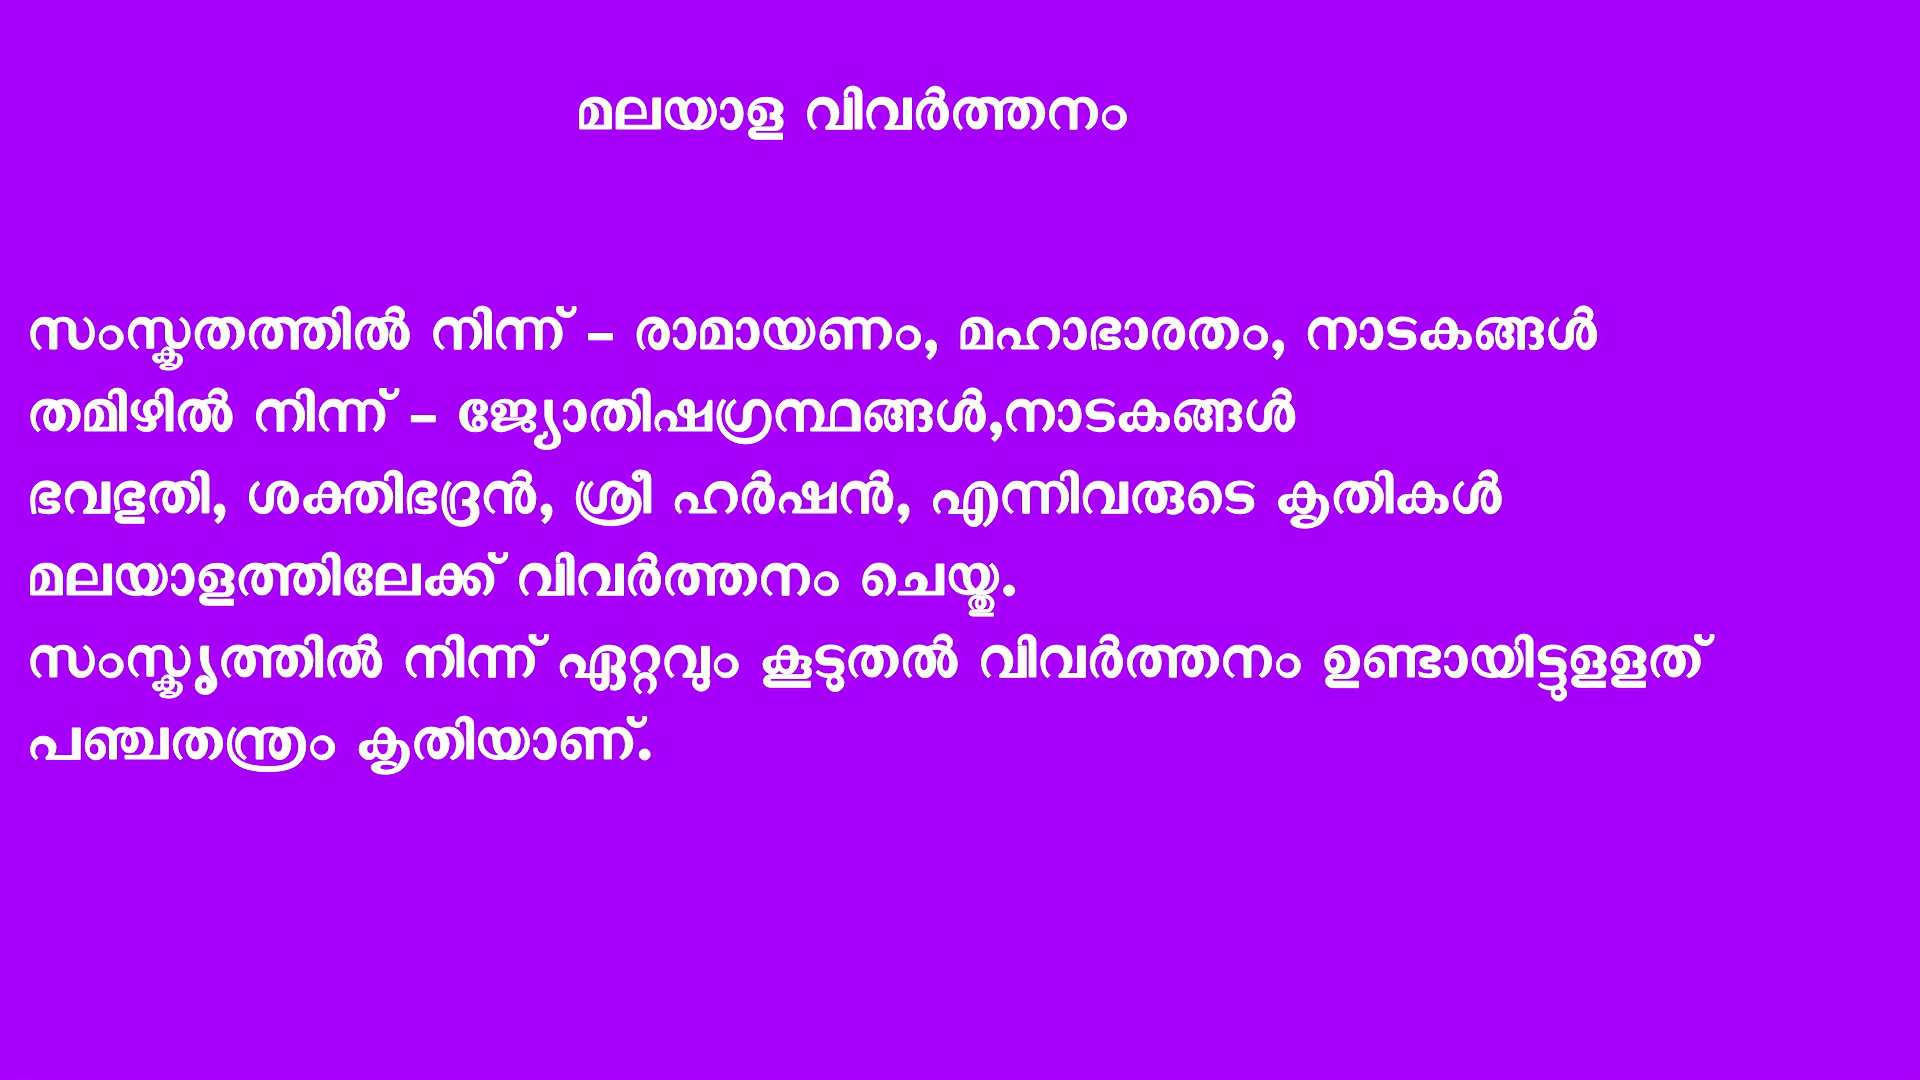 മലയാള വിവർത്തനം
സംസ്കൃതത്തിൽ നിന്ന് – രാമായണം, മഹാഭാരതം, നാടകങ്ങൾ
തമിഴിൽ നിന്ന് – ജ്യോതിഷഗ്രന്ഥങ്ങൾ,നാടകങ്ങൾ
ഭവഭുതി, ശക്തിഭദ്രൻ, ശ്രീ ഹർഷൻ, എന്നിവരുടെ കൃതികൾ
മലയാളത്തിലേക്ക് വിവർത്തനം ചെയ്തു.
സംസ്കൃത്തിൽ നിന്ന് ഏറ്റവും കൂടുതൽ വിവർത്തനം ഉണ്ടായിട്ടുളളത്
പഞ്ചതന്ത്രം കൃതിയാണ്.